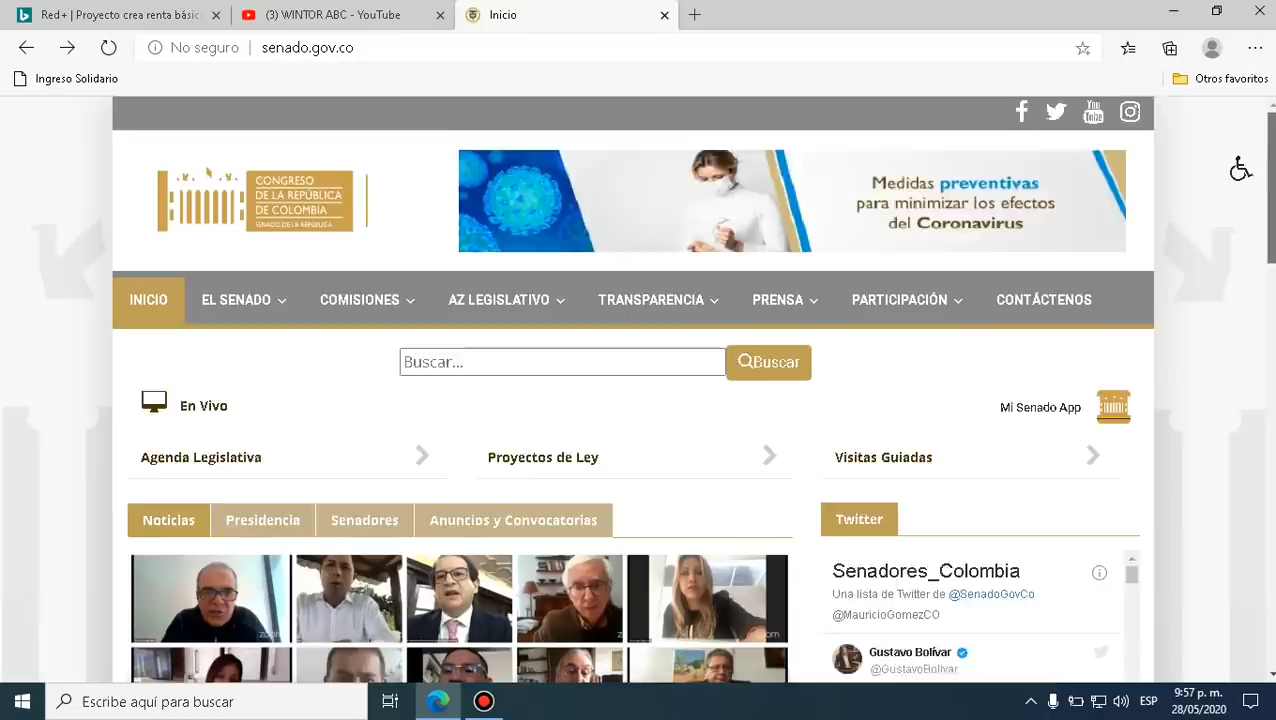 Red+ | Proyecto crea renta básic
(3) WINTOR ABC - YouTube
Inicio
No seguro
senado.gov.co
Ingreso Solidario
Otros favoritos
CONGRESO
DE LA REPÚBLICA
DE COLOMBIA
SENADO DE LA REPÚBLICA
Medidas preventivas
para minimizar los efectos
del Coronavirus
INICIO
EL SENADO
COMISIONES
AZ LEGISLATIVO
TRANSPARENCIA
PRENSA
PARTICIPACIÓN
CONTÁCTENOS
Buscar...
Buscar
En Vivo
Mi Senado App
Agenda Legislativa
Proyectos de Ley
Visitas Guiadas
Noticias
Presidencia
Senadores
Anuncios y Convocatorias
Twitter
Senadores_Colombia
Una lista de Twitter de @SenadoGovCo
@MauricioGomezCO
Gustavo Bolívar
@GustavoBolivar
Escribe aquí para buscar
ESP
9:57 p. m.
28/05/2020